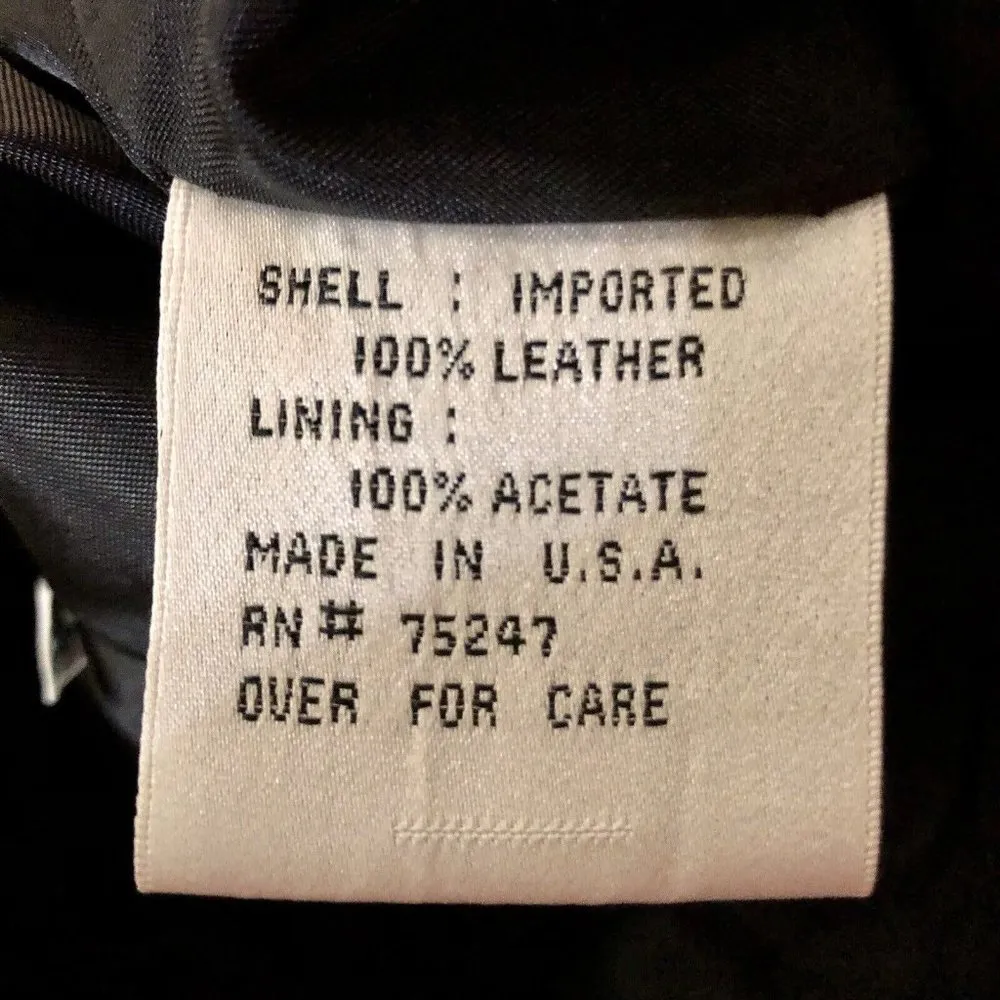 SHELL : IMPORTED
100% LEATHER
LINING :
100% ACETATE
MADE IN U.S.A.
RN # 75247
OVER FOR CARE